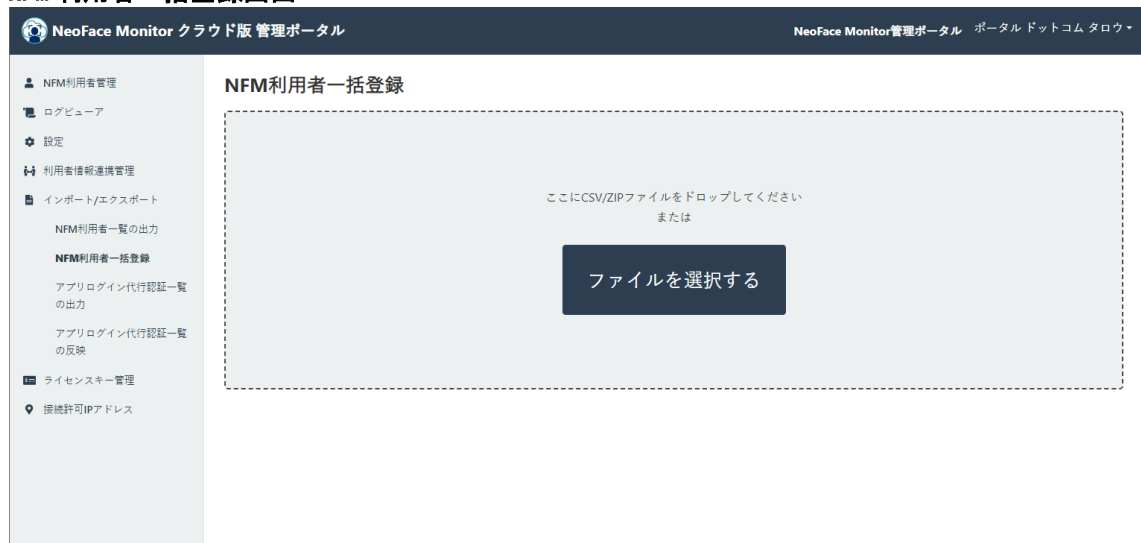 NeoFace Monitor クラウド版 管理ポータル
NeoFace Monitor管理ポータル
ポータル ドットコム タロウ
NFM利用者管理
ログビューア
設定
利用者情報連携管理
インポート/エクスポート
NFM利用者一覧の出力
NFM利用者一括登録
アプリログイン代行認証一覧
の出力
アプリログイン代行認証一覧
の反映
ライセンスキー管理
接続許可IPアドレス
NFM利用者一括登録
ここにCSV/ZIPファイルをドロップしてください
または
ファイルを選択する